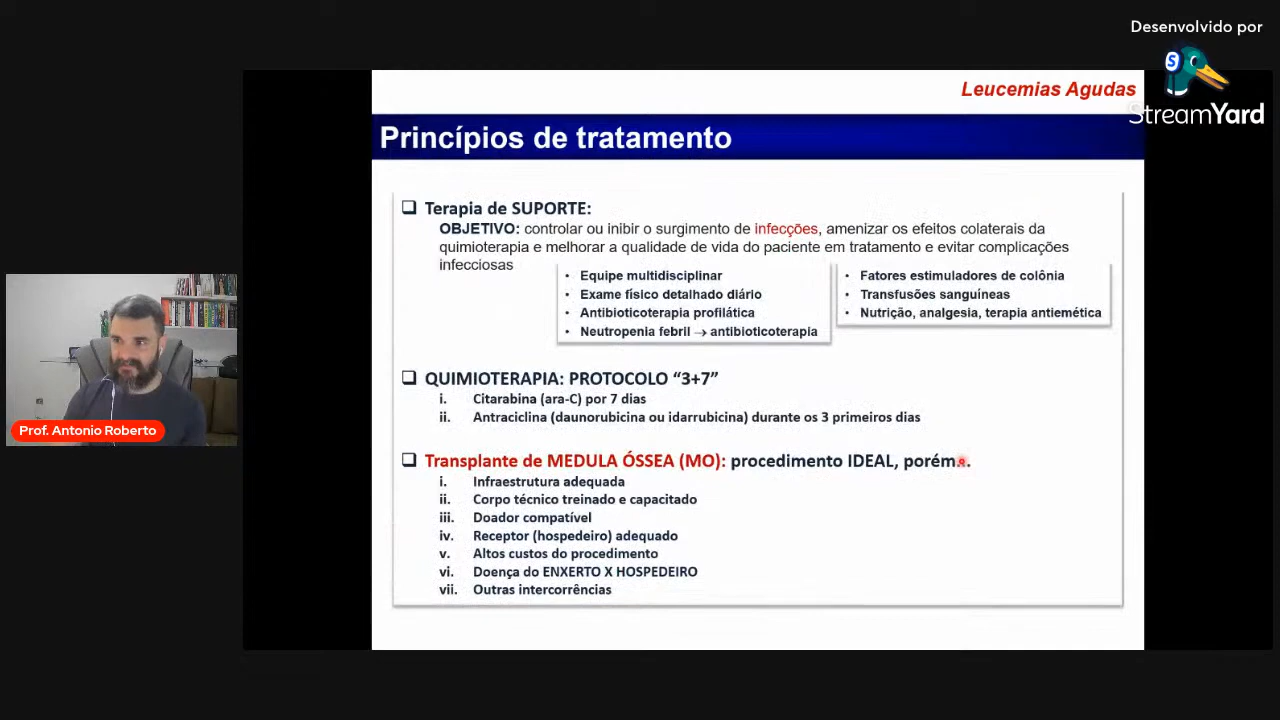 Desenvolvido por
StreamYard
Leucemias Agudas
Princípios de tratamento
❑ Terapia de SUPORTE:
OBJETIVO: controlar ou inibir o surgimento de infecções, amenizar os efeitos colaterais da
quimioterapia e melhorar a qualidade de vida do paciente em tratamento e evitar complicações
infecciosas
• Equipe multidisciplinar
• Exame físico detalhado diário
• Antibioticoterapia profilática
• Neutropenia febril → antibioticoterapia
• Fatores estimuladores de colônia
• Transfusões sanguíneas
• Nutrição, analgesia, terapia antiemética
❑ QUIMIOTERAPIA: PROTOCOLO “3+7”
i. Citarabina (ara-C) por 7 dias
ii. Antraciclina (daunorubicina ou idarrubicina) durante os 3 primeiros dias
❑ Transplante de MEDULA ÓSSEA (MO): procedimento IDEAL, porém...
i. Infraestrutura adequada
ii. Corpo técnico treinado e capacitado
iii. Doador compatível
iv. Receptor (hospedeiro) adequado
v. Altos custos do procedimento
vi. Doença do ENXERTO X HOSPEDEIRO
vii. Outras intercorrências
Prof. Antonio Roberto